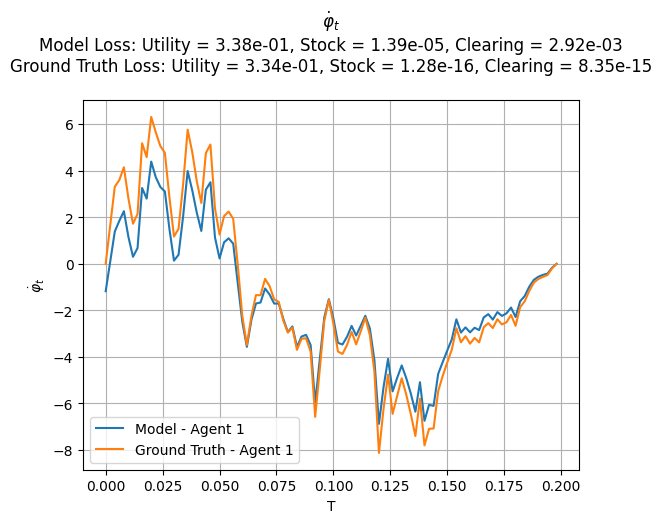 φ̇ₜ
Model Loss: Utility = 3.38e-01, Stock = 1.39e-05, Clearing = 2.92e-03
Ground Truth Loss: Utility = 3.34e-01, Stock = 1.28e-16, Clearing = 8.35e-15
6
4
2
0
−2
−4
−6
−8
φ̇ₜ
Model - Agent 1
Ground Truth - Agent 1
0.000 0.025 0.050 0.075 0.100 0.125 0.150 0.175 0.200
T